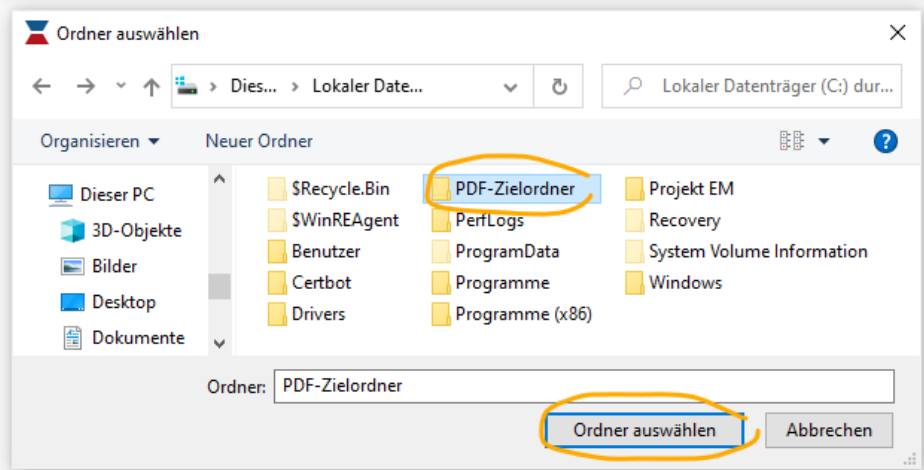 Ordner auswählen
Dies... Lokaler Date... Lokaler Datenträger (C:) dur...
Organisieren Neuer Ordner ?
Dieser PC
3D-Objekte
Bilder
Desktop
Dokumente
$Recycle.Bin
$WinREAgent
Benutzer
Certbot
Drivers
PDF-Zielordner
PerfLogs
ProgramData
Programme
Programme (x86)
Projekt EM
Recovery
System Volume Information
Windows
Ordner: PDF-Zielordner
Ordner auswählen Abbrechen